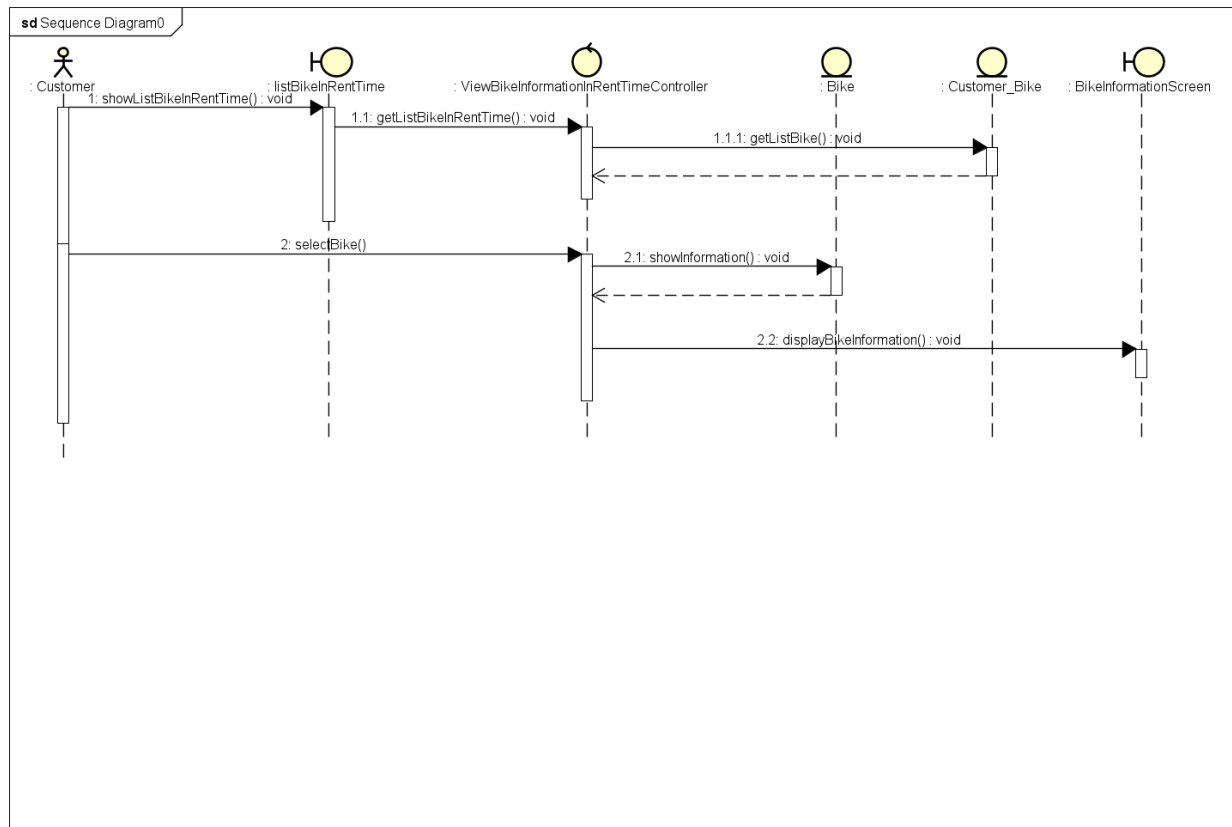 sd Sequence Diagram0
: Customer
: listBikeInRentTime
: ViewBikeInformationInRentTimeController
: Bike
: Customer_Bike
: BikeInformationScreen
1: showListBikeInRentTime() : void
1.1: getListBikeInRentTime() : void
1.1.1: getListBike() : void
2: selectBike()
2.1: showInformation() : void
2.2: displayBikeInformation() : void